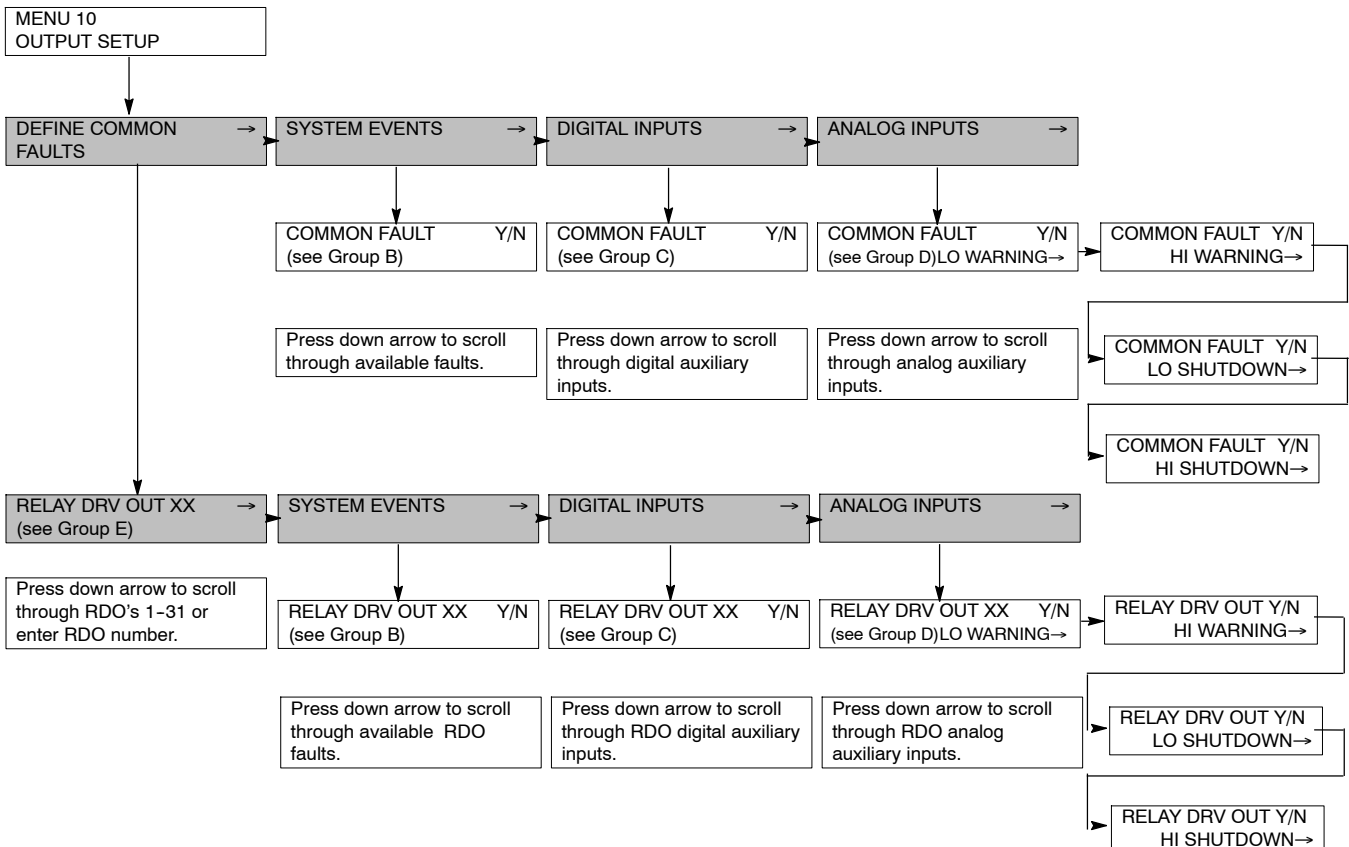 MENU 10
OUTPUT SETUP
DEFINE COMMON →
FAULTS
SYSTEM EVENTS →
DIGITAL INPUTS →
ANALOG INPUTS →
COMMON FAULT Y/N
(see Group B)
COMMON FAULT Y/N
(see Group C)
COMMON FAULT Y/N
(see Group D)LO WARNING→
COMMON FAULT Y/N
HI WARNING→
Press down arrow to scroll
through available faults.
Press down arrow to scroll
through digital auxiliary
inputs.
Press down arrow to scroll
through analog auxiliary
inputs.
COMMON FAULT Y/N
LO SHUTDOWN→
COMMON FAULT Y/N
HI SHUTDOWN→
RELAY DRV OUT XX →
(see Group E)
SYSTEM EVENTS →
DIGITAL INPUTS →
ANALOG INPUTS →
Press down arrow to scroll
through RDO's 1-31 or
enter RDO number.
RELAY DRV OUT XX Y/N
(see Group B)
RELAY DRV OUT XX Y/N
(see Group C)
RELAY DRV OUT XX Y/N
(see Group D)LO WARNING→
RELAY DRV OUT Y/N
HI WARNING→
Press down arrow to scroll
through available RDO
faults.
Press down arrow to scroll
through RDO digital auxiliary
inputs.
Press down arrow to scroll
through RDO analog
auxiliary inputs.
RELAY DRV OUT Y/N
LO SHUTDOWN→
RELAY DRV OUT Y/N
HI SHUTDOWN→